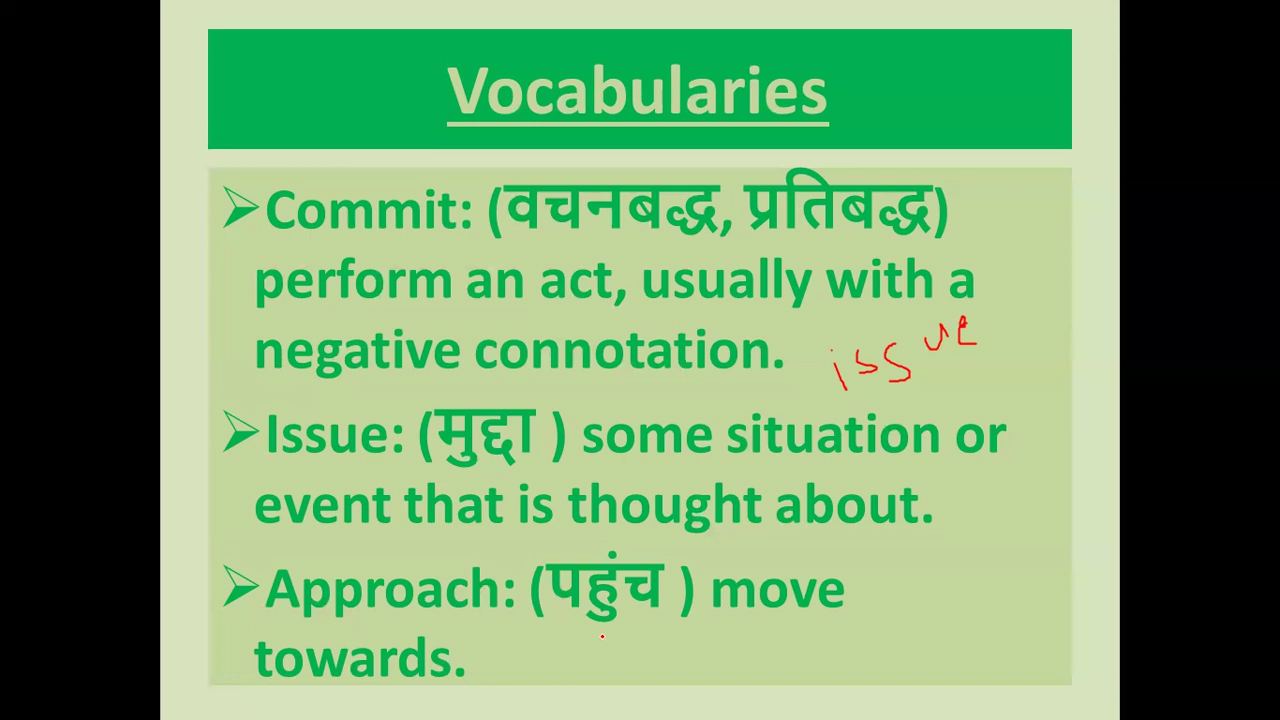 Vocabularies
➢Commit: (वचनबद्ध, प्रतिबद्ध)
perform an act, usually with a
negative connotation.
issue
➢Issue: (मुद्दा ) some situation or
event that is thought about.
➢Approach: (पहुंच ) move
towards.